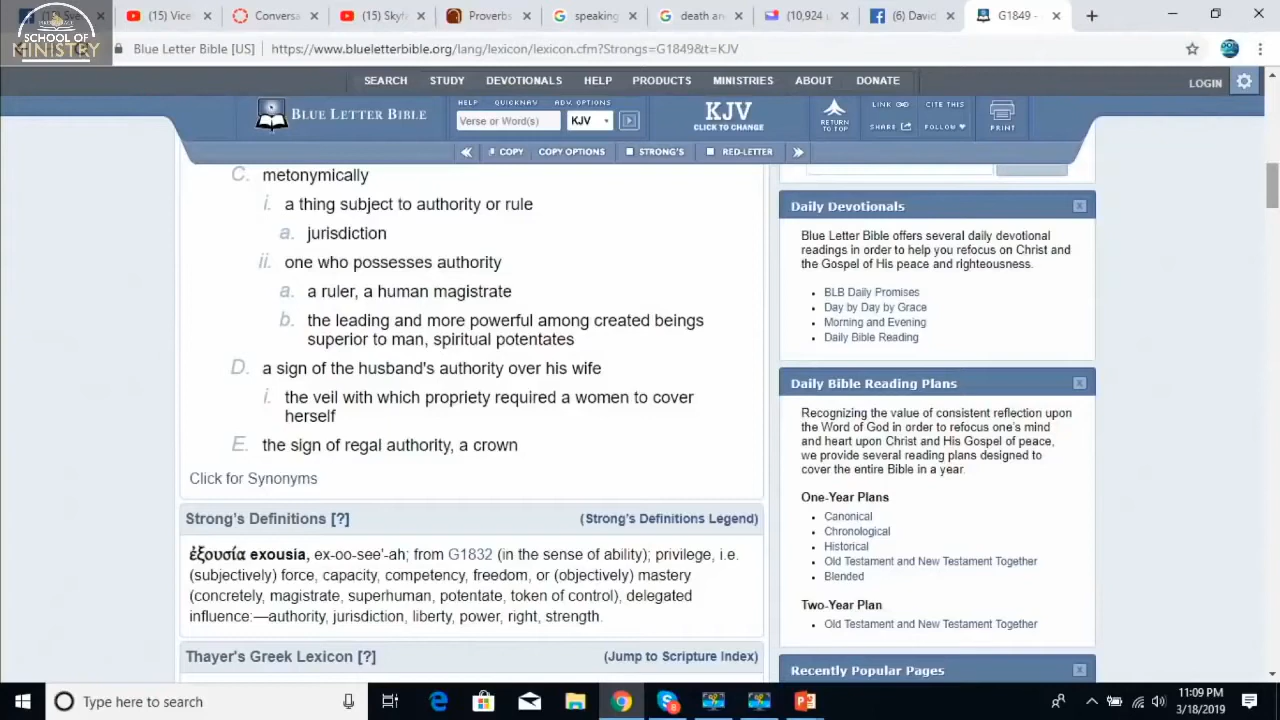 SCHOOL OF
MINISTRY
(15) Vice
Conversa
(15) Skyfa
Proverbs
speaking
death an
(10,924
(6) David
G1849 -
Blue Letter Bible [US]
https://www.blueletterbible.org/lang/lexicon/lexicon.cfm?Strongs=G1849&t=KJV
SEARCH STUDY DEVOTIONALS HELP PRODUCTS MINISTRIES ABOUT DONATE
LOGIN
BLUE LETTER BIBLE
HELP QUICKNAV ADV. OPTIONS
Verse or Word(s)
KJV
KJV
CLICK TO CHANGE
RETURN
TO TOP
LINK
CITE THIS
SHARE
FOLLOW
PRINT
COPY
COPY OPTIONS
STRONG'S
RED-LETTER
C. metonymically
i. a thing subject to authority or rule
a. jurisdiction
ii. one who possesses authority
a. a ruler, a human magistrate
b. the leading and more powerful among created beings
superior to man, spiritual potentates
D. a sign of the husband's authority over his wife
i. the veil with which propriety required a women to cover
herself
E. the sign of regal authority, a crown
Click for Synonyms
Strong's Definitions [?]
(Strong's Definitions Legend)
ἐξουσία exousia, ex-oo-see'-ah; from G1832 (in the sense of ability); privilege, i.e.
(subjectively) force, capacity, competency, freedom, or (objectively) mastery
(concretely, magistrate, superhuman, potentate, token of control), delegated
influence:—authority, jurisdiction, liberty, power, right, strength.
Thayer's Greek Lexicon [?]
(Jump to Scripture Index)
Daily Devotionals
Blue Letter Bible offers several daily devotional
readings in order to help you refocus on Christ and
the Gospel of His peace and righteousness.
BLB Daily Promises
Day by Day by Grace
Morning and Evening
Daily Bible Reading
Daily Bible Reading Plans
Recognizing the value of consistent reflection upon
the Word of God in order to refocus one's mind
and heart upon Christ and His Gospel of peace,
we provide several reading plans designed to
cover the entire Bible in a year.
One-Year Plans
Canonical
Chronological
Historical
Old Testament and New Testament Together
Blended
Two-Year Plan
Old Testament and New Testament Together
Recently Popular Pages
Type here to search
11:09 PM
3/18/2019